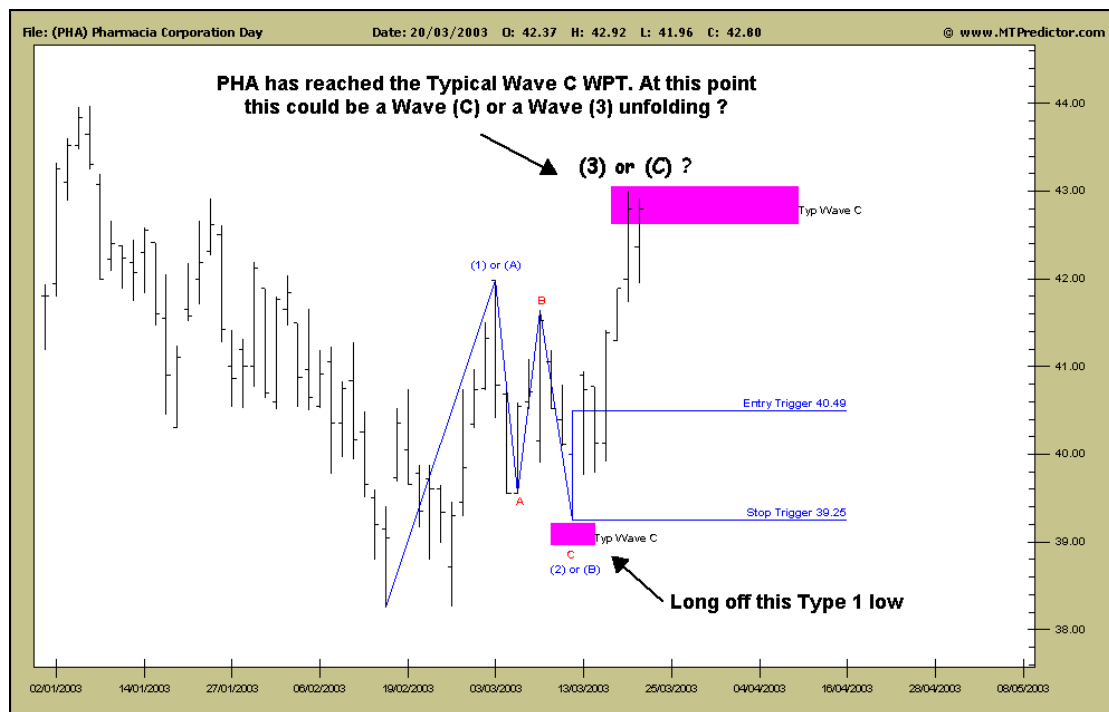 File: (PHA) Pharmacia Corporation Day Date: 20/03/2003 O: 42.37 H: 42.92 L: 41.96 C: 42.80 © www.MTPredictor.com
PHA has reached the Typical Wave C WPT. At this point
this could be a Wave (C) or a Wave (3) unfolding ?
44.00
(3) or (C) ?
43.00
Typ Wave C
42.00
(1) or (A)
B
41.00
Entry Trigger 40.49
40.00
A
Stop Trigger 39.25
39.00
Typ Wave C
C
(2) or (B)
Long off this Type 1 low
38.00
02/01/2003 14/01/2003 27/01/2003 06/02/2003 19/02/2003 03/03/2003 13/03/2003 25/03/2003 04/04/2003 16/04/2003 28/04/2003 08/05/2003